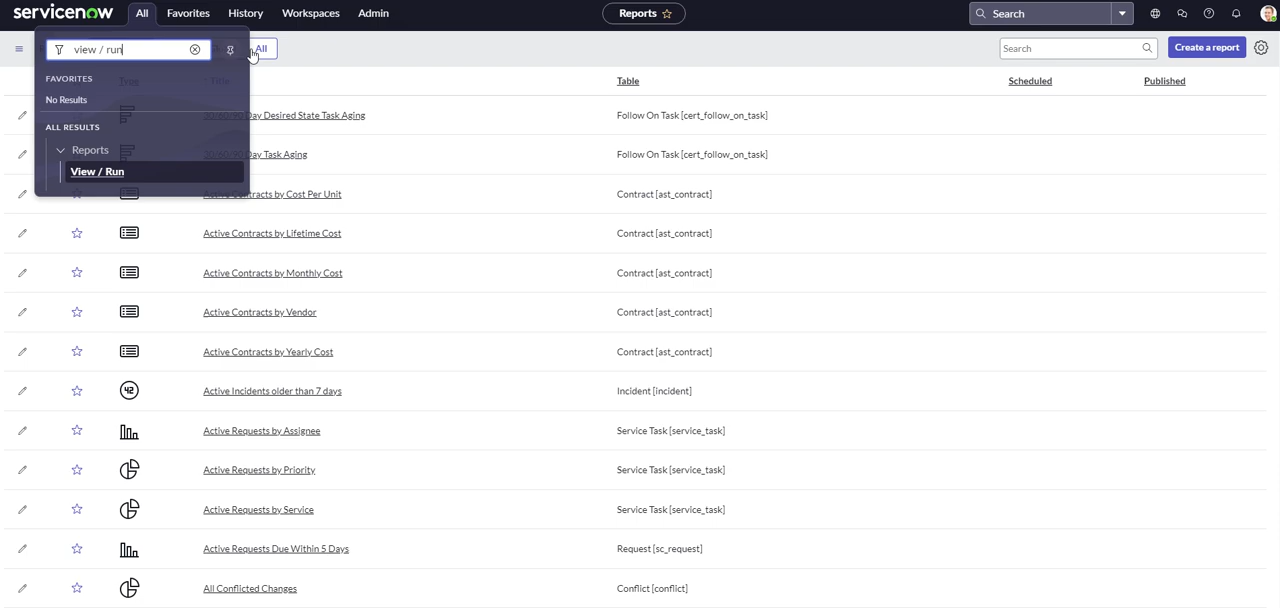 servicenow All Favorites History Workspaces Admin Reports Search
view / run All Search Create a report
FAVORITES
No Results
ALL RESULTS
Reports
View / Run
Table Scheduled Published
30/60/90 Day Desired State Task Aging Follow On Task [cert_follow_on_task]
30/60/90 Day Task Aging Follow On Task [cert_follow_on_task]
Active Contracts by Cost Per Unit Contract [ast_contract]
Active Contracts by Lifetime Cost Contract [ast_contract]
Active Contracts by Monthly Cost Contract [ast_contract]
Active Contracts by Vendor Contract [ast_contract]
Active Contracts by Yearly Cost Contract [ast_contract]
42 Active Incidents older than 7 days Incident [incident]
Active Requests by Assignee Service Task [service_task]
Active Requests by Priority Service Task [service_task]
Active Requests by Service Service Task [service_task]
Active Requests Due Within 5 Days Request [sc_request]
All Conflicted Changes Conflict [conflict]